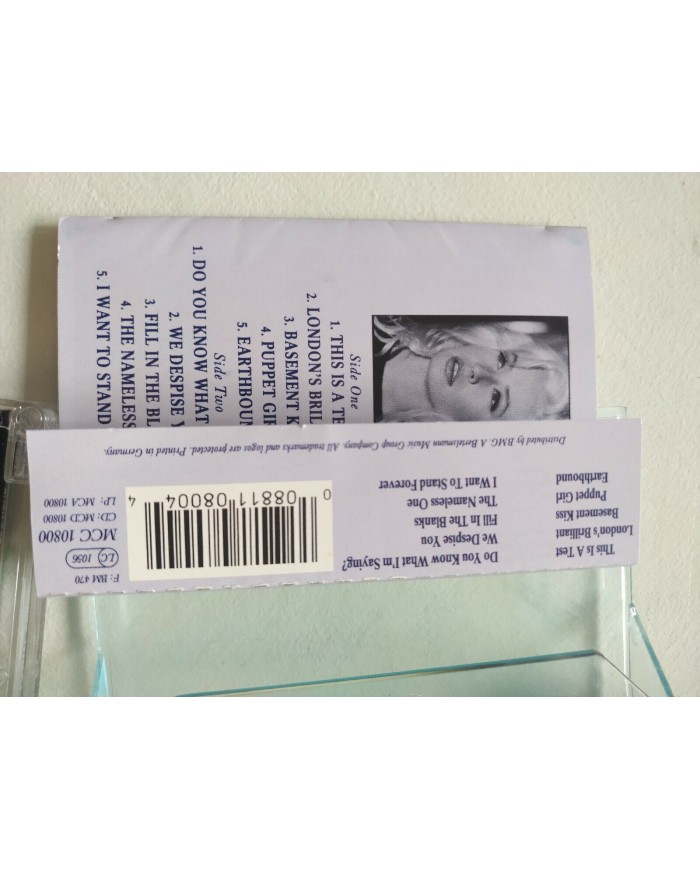 Side One
1. THIS IS A TE
2. LONDON'S BRIL
3. BASEMENT K
4. PUPPET GIR
5. EARTHBOUN
Side Two
1. DO YOU KNOW WHAT
2. WE DESPISE Y
3. FILL IN THE BLA
4. THE NAMELESS
5. I WANT TO STAND
This Is A Test
London's Brilliant
Basement Kiss
Puppet Girl
Earthbound
Do You Know What I'm Saying?
We Despise You
Fill In The Blanks
The Nameless One
I Want To Stand Forever
0 08811 08004 4
F: BM 470
LC 1056
MCC 10800
CD: MCD 10800
LP: MCA 10800
Distributed by BMG. A Bertelsmann Music Group Company. All trademarks and logos are protected. Printed in Germany.